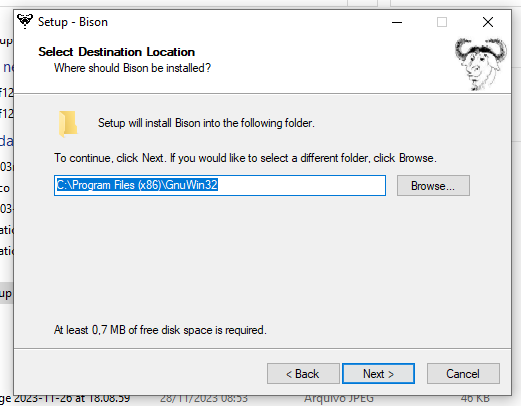 Setup - Bison
Select Destination Location
Where should Bison be installed?
Setup will install Bison into the following folder.
To continue, click Next. If you would like to select a different folder, click Browse.
C:\Program Files (x86)\GnuWin32
Browse...
At least 0,7 MB of free disk space is required.
< Back
Next >
Cancel
ge 2023-11-26 at 18.08.59
28/11/2023 08:53
Arquivo JPEG
46 KB